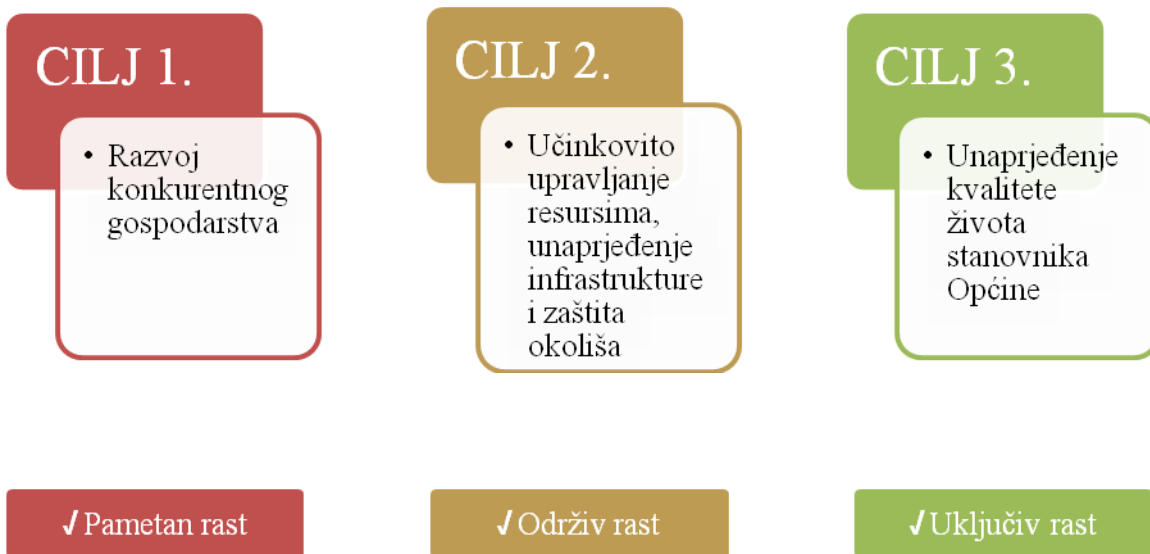 CILJ 1.
• Razvoj
konkurentnog
gospodarstva
CILJ 2.
• Učinkovito
upravljanje
resursima,
unaprjeđenje
infrastrukture
i zaštita
okoliša
CILJ 3.
• Unaprjeđenje
kvalitete
života
stanovnika
Općine
√ Pametan rast
√ Održiv rast
√ Uključiv rast